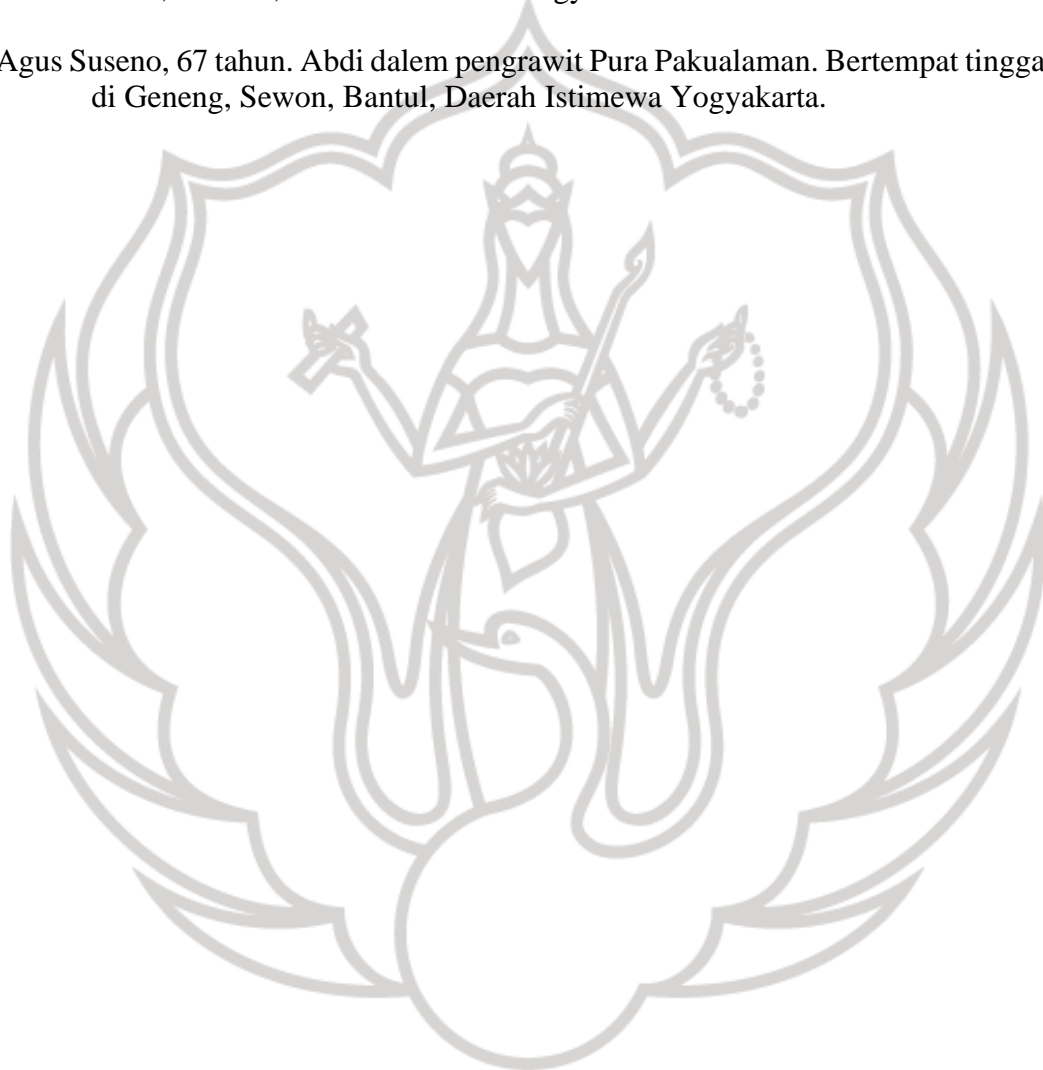 Agus Suseno, 67 tahun. Abdi dalem pengrawit Pura Pakualaman. Bertempat tingga
di Geneng, Sewon, Bantul, Daerah Istimewa Yogyakarta.